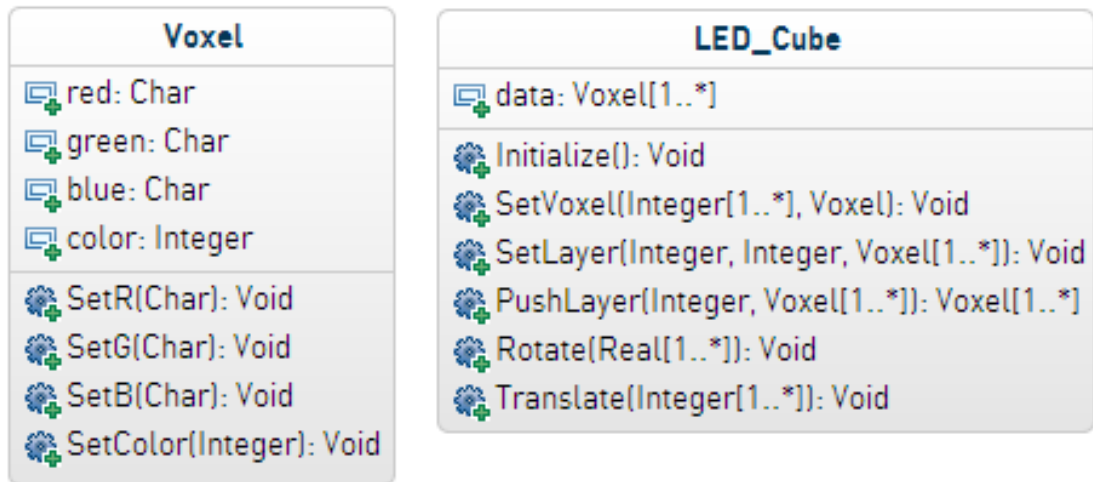 Voxel
red: Char
green: Char
blue: Char
color: Integer
SetR(Char): Void
SetG(Char): Void
SetB(Char): Void
SetColor(Integer): Void
LED_Cube
data: Voxel[1..*]
Initialize(): Void
SetVoxel(Integer[1..*], Voxel): Void
SetLayer(Integer, Integer, Voxel[1..*]): Void
PushLayer(Integer, Voxel[1..*]): Voxel[1..*]
Rotate(Real[1..*]): Void
Translate(Integer[1..*]): Void